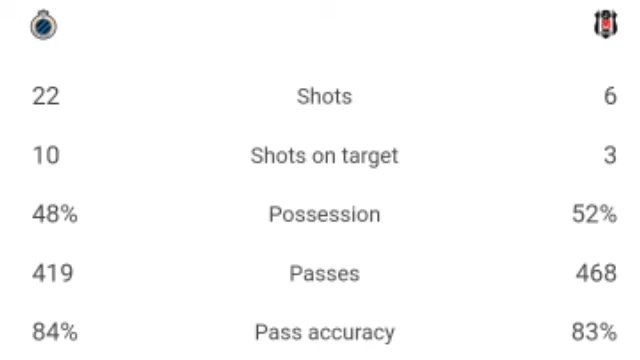 22 Shots 6
10 Shots on target 3
48% Possession 52%
419 Passes 468
84% Pass accuracy 83%